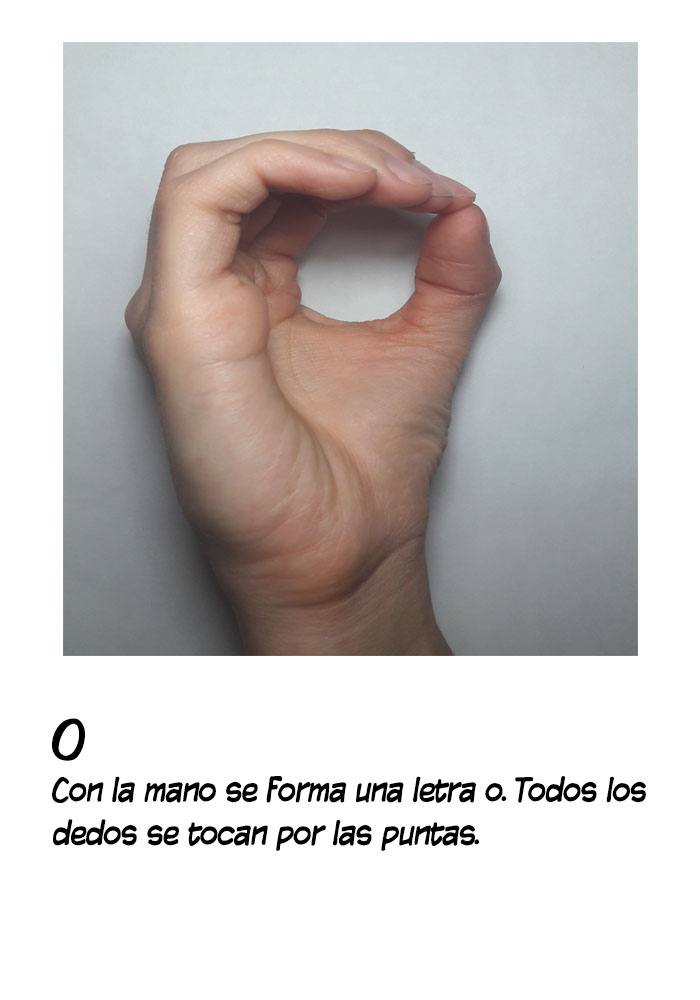 O
Con la mano se forma una letra o. Todos los
dedos se tocan por las puntas.